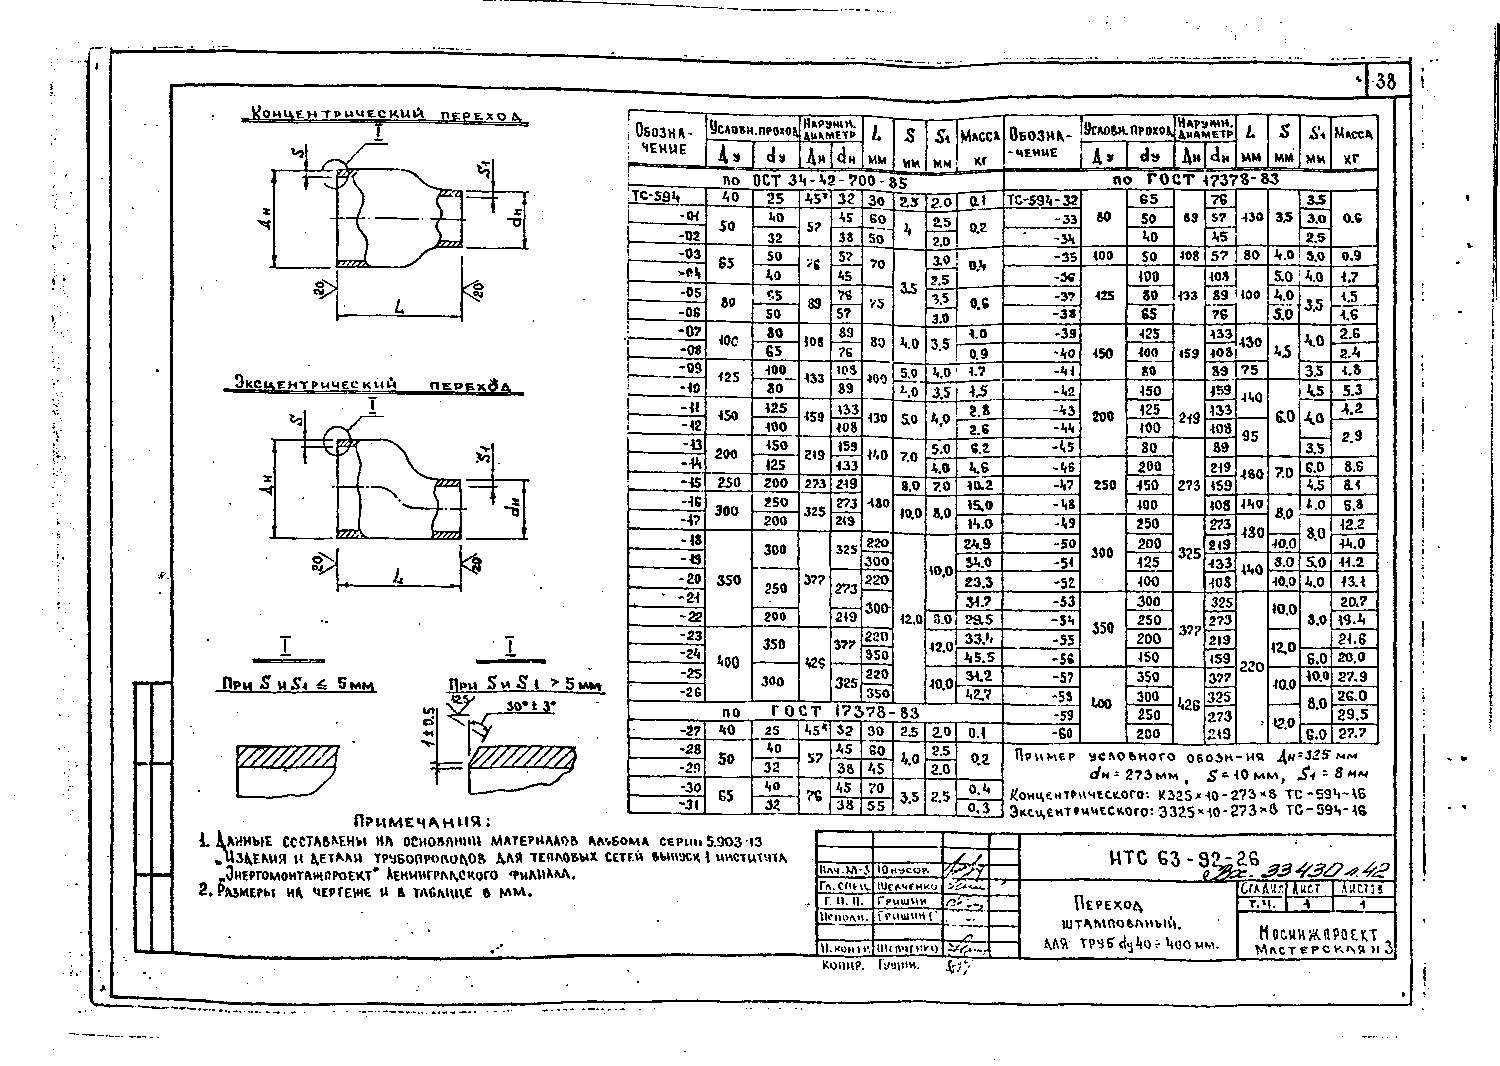 38
Концентрический переход
I
S
S1
Дн
dн
20
20
L
Эксцентрический переход
I
S
S1
Дн
dн
20
20
L
I
При S и S1 ≤ 5 мм
I
При S и S1 > 5 мм
30° ± 3°
1±0,5
Обозначение Условн. проход Наружн. диаметр L S S1 Масса
Ду dу Дн dн мм мм мм кг
по ОСТ 34-42-700-85
ТС-594 40 25 45* 32 30 2.5 2.0 0.1
-01 50 40 57 45 60 4 2.5 0.2
-02 32 38 50 2.0
-03 65 50 76 57 70 3.5 3.0 0.4
-04 40 45 2.5
-05 80 65 89 76 75 3.5 0.6
-06 50 57 3.0
-07 100 80 108 89 80 4.0 3.5 1.0
-08 65 76 0.9
-09 125 100 133 108 100 5.0 4.0 1.7
-10 80 89 4.0 3.5 1.5
-11 150 125 159 133 130 5.0 4.0 2.8
-12 100 108 2.6
-13 200 150 219 159 140 7.0 5.0 6.2
-14 125 133 4.0 4.6
-15 250 200 273 219 180 8.0 7.0 10.2
-16 300 250 325 273 10.0 8.0 15.0
-17 200 219 14.0
-18 350 300 377 325 220 12.0 10.0 24.9
-19 300 34.0
-20 250 273 220 23.3
-21 300 31.7
-22 200 219 8.0 29.5
-23 400 350 426 377 220 12.0 33.4
-24 350 45.5
-25 300 325 220 10.0 31.2
-26 350 42.7
по ГОСТ 17378-83
-27 40 25 45* 32 30 2.5 2.0 0.1
-28 50 40 57 45 60 4.0 2.5 0.2
-29 32 38 45 2.0
-30 65 40 76 45 70 3.5 2.5 0.4
-31 32 38 55 0.3
Обозначение Условн. проход Наружн. диаметр L S S1 Масса
Ду dу Дн dн мм мм мм кг
по ГОСТ 17378-83
ТС-594-32 80 65 89 76 130 3.5 3.5 0.6
-33 50 57 3.0
-34 40 45 2.5
-35 100 50 108 57 80 4.0 3.0 0.9
-36 125 100 133 108 100 5.0 4.0 1.7
-37 80 89 4.0 3.5 1.5
-38 65 76 5.0 1.6
-39 150 125 159 133 130 4.5 4.0 2.6
-40 100 108 2.4
-41 80 89 75 3.5 1.8
-42 200 150 219 159 140 6.0 4.5 5.3
-43 125 133 4.0 4.2
-44 100 108 95 2.9
-45 80 89 3.5
-46 250 200 273 219 180 7.0 6.0 8.6
-47 150 159 4.5 8.1
-48 100 108 140 8.0 4.0 6.8
-49 300 250 325 273 180 8.0 12.2
-50 200 219 10.0 14.0
-51 125 133 140 8.0 5.0 11.2
-52 100 108 10.0 4.0 13.1
-53 350 300 377 325 220 10.0 8.0 20.7
-54 250 273 19.4
-55 200 219 12.0 21.6
-56 150 159 6.0 20.0
-57 400 350 426 377 10.0 10.0 27.9
-58 300 325 8.0 26.0
-59 250 273 12.0 29.5
-60 200 219 6.0 27.7
Пример условного обозн-ия Дн=325 мм
dн=273 мм, S=10 мм, S1=8 мм
Концентрического: К325×10-273×8 ТС-594-16
Эксцентрического: Э325×10-273×8 ТС-594-16
Примечания:
1. Данные составлены на основании материалов альбома серии 5.903-13
„Изделия и детали трубопроводов для тепловых сетей выпуск 1 института
„Энергомонтажпроект" Ленинградского филиала.
2. Размеры на чертеже и в таблице в мм.
НТС 63-92-26
33430 л.42
Нач. М-3 Юнусов
Гл. спец. Шевченко
Г.И.П. Гришин
Исполн. Гришин
Н. контр. Шевченко
Переход
штампованный.
для труб dу40÷400 мм.
Стадия Лист Листов
Т.Ч. 1 1
Мосинжпроект
Мастерская н 3
Копир.